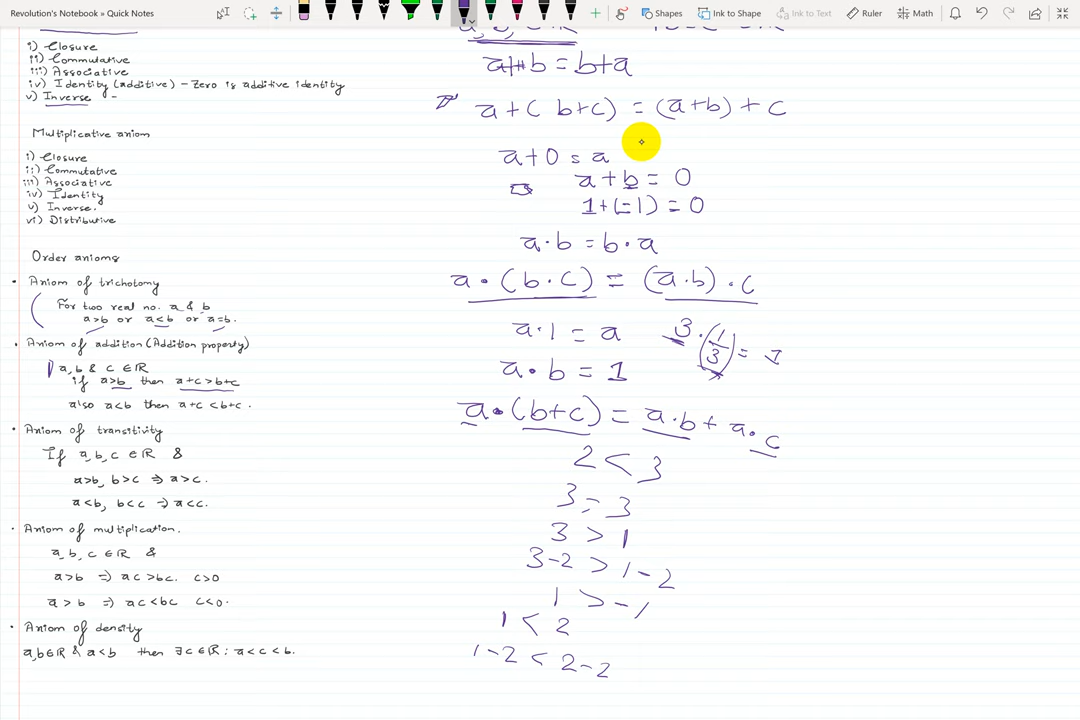 Revolution's Notebook » Quick Notes
Shapes
Ink to Shape
Ink to Text
Ruler
Math
i) Closure
ii) Commutative
iii) Associative
iv) Identity (additive) - Zero is additive identity
v) Inverse -
Multiplicative axiom
i) Closure
ii) Commutative
iii) Associative
iv) Identity
v) Inverse.
vi) Distributive
Order axioms
• Axiom of trichotomy
For two real no. a & b
a>b or a<b or a=b.
• Axiom of addition (Addition property)
a, b & c ∈ ℝ
if a>b then a+c>b+c
also a<b then a+c<b+c.
• Axiom of transitivity
If a,b,c ∈ ℝ &
a>b, b>c ⇒ a>c.
a<b, b<c ⇒ a<c.
• Axiom of multiplication.
a,b,c ∈ ℝ &
a>b ⇒ ac>bc. c>0
a>b ⇒ ac<bc c<0.
• Axiom of density
a,b∈ℝ & a<b then ∃c∈ℝ: a<c<b.
a+b = b+a
a+( b+c) = (a+b) + c
a+0 = a
a+b = 0
1+(-1) = 0
a·b = b·a
a·(b·c) = (a·b)·c
a·1 = a
3·(1/3) = 1
a·b = 1
a·(b+c) = a·b + a·c
2 < 3
3 = 3
3 > 1
3-2 > 1-2
1 > -1
1 < 2
1-2 < 2-2